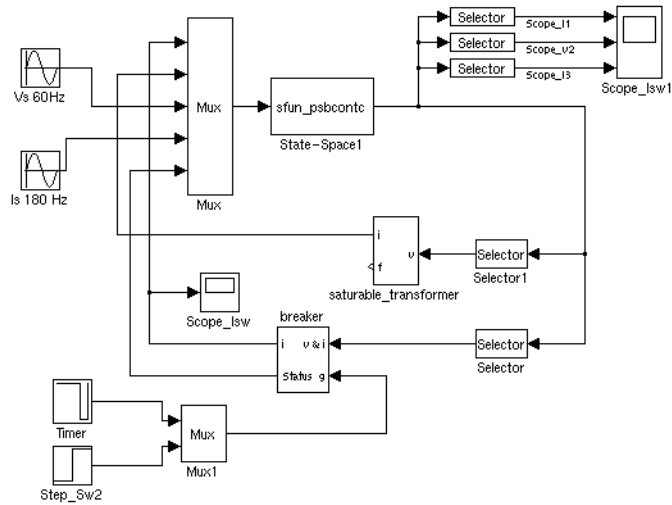 Selector
Scope_I1
Selector
Scope_v2
Selector
Scope_I3
Scope_Isw1
Vs 60Hz
Mux
sfun_psbcontc
State-Space1
Is 180 Hz
Mux
i
v
f
saturable_transformer
Selector
Selector1
Scope_Isw
breaker
i
v & i
Status
g
Selector
Selector
Timer
Mux
Mux1
Step_Sw2